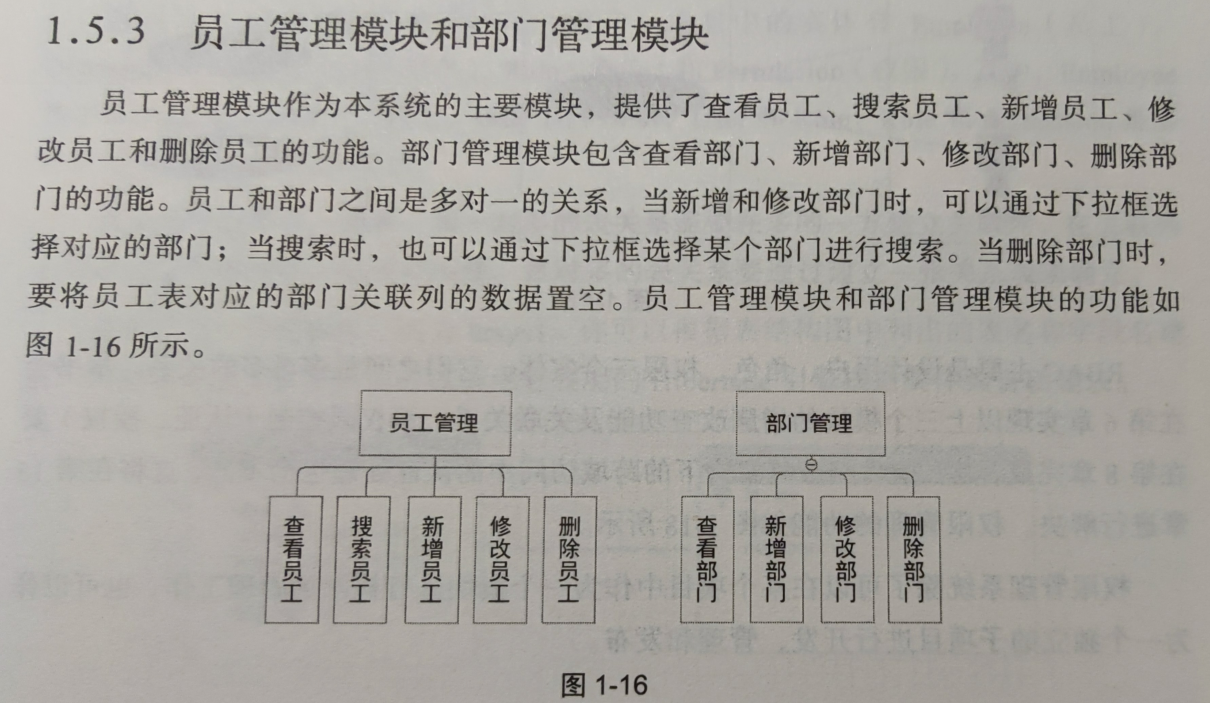 1.5.3 员工管理模块和部门管理模块
员工管理模块作为本系统的主要模块，提供了查看员工、搜索员工、新增员工、修
改员工和删除员工的功能。部门管理模块包含查看部门、新增部门、修改部门、删除部
门的功能。员工和部门之间是多对一的关系，当新增和修改部门时，可以通过下拉框选
择对应的部门；当搜索时，也可以通过下拉框选择某个部门进行搜索。当删除部门时，
要将员工表对应的部门关联列的数据置空。员工管理模块和部门管理模块的功能如
图 1-16 所示。
员工管理
查看员工
搜索员工
新增员工
修改员工
删除员工
部门管理
查看部门
新增部门
修改部门
删除部门
图 1-16